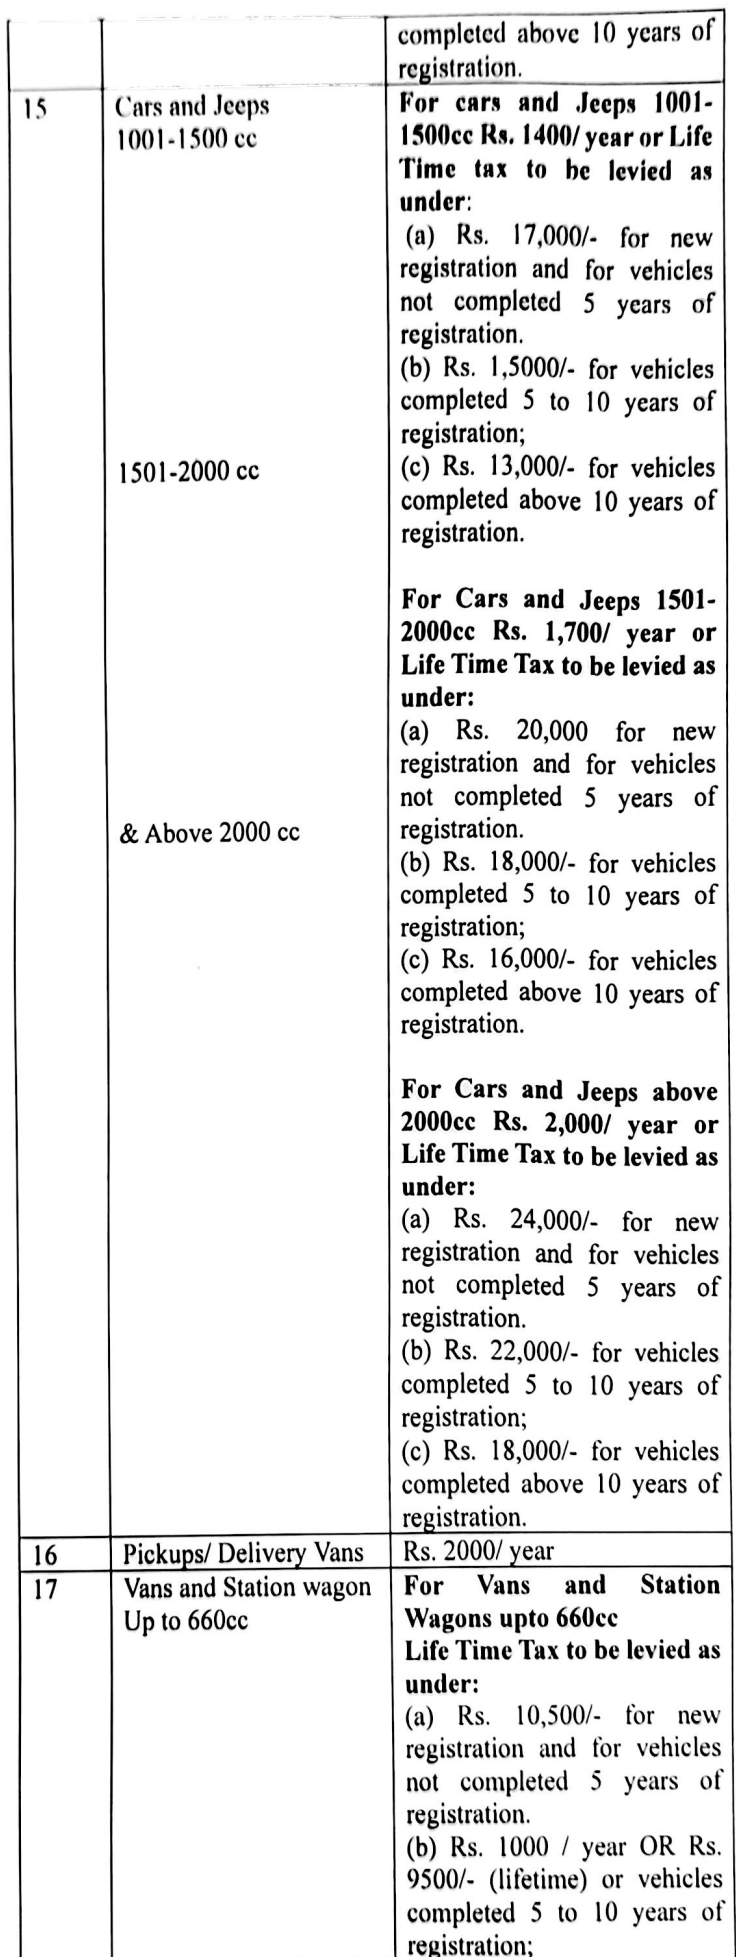 completed above 10 years of
registration.
15
Cars and Jeeps
1001-1500 cc
For cars and Jeeps 1001-
1500cc Rs. 1400/ year or Life
Time tax to be levied as
under:
(a) Rs. 17,000/- for new
registration and for vehicles
not completed 5 years of
registration.
(b) Rs. 1,5000/- for vehicles
completed 5 to 10 years of
registration;
1501-2000 cc
(c) Rs. 13,000/- for vehicles
completed above 10 years of
registration.
For Cars and Jeeps 1501-
2000cc Rs. 1,700/ year or
Life Time Tax to be levied as
under:
(a) Rs. 20,000 for new
registration and for vehicles
not completed 5 years of
registration.
& Above 2000 cc
(b) Rs. 18,000/- for vehicles
completed 5 to 10 years of
registration;
(c) Rs. 16,000/- for vehicles
completed above 10 years of
registration.
For Cars and Jeeps above
2000cc Rs. 2,000/ year or
Life Time Tax to be levied as
under:
(a) Rs. 24,000/- for new
registration and for vehicles
not completed 5 years of
registration.
(b) Rs. 22,000/- for vehicles
completed 5 to 10 years of
registration;
(c) Rs. 18,000/- for vehicles
completed above 10 years of
registration.
16
Pickups/ Delivery Vans
Rs. 2000/ year
17
Vans and Station wagon
Up to 660cc
For Vans and Station
Wagons upto 660cc
Life Time Tax to be levied as
under:
(a) Rs. 10,500/- for new
registration and for vehicles
not completed 5 years of
registration.
(b) Rs. 1000 / year OR Rs.
9500/- (lifetime) or vehicles
completed 5 to 10 years of
registration;